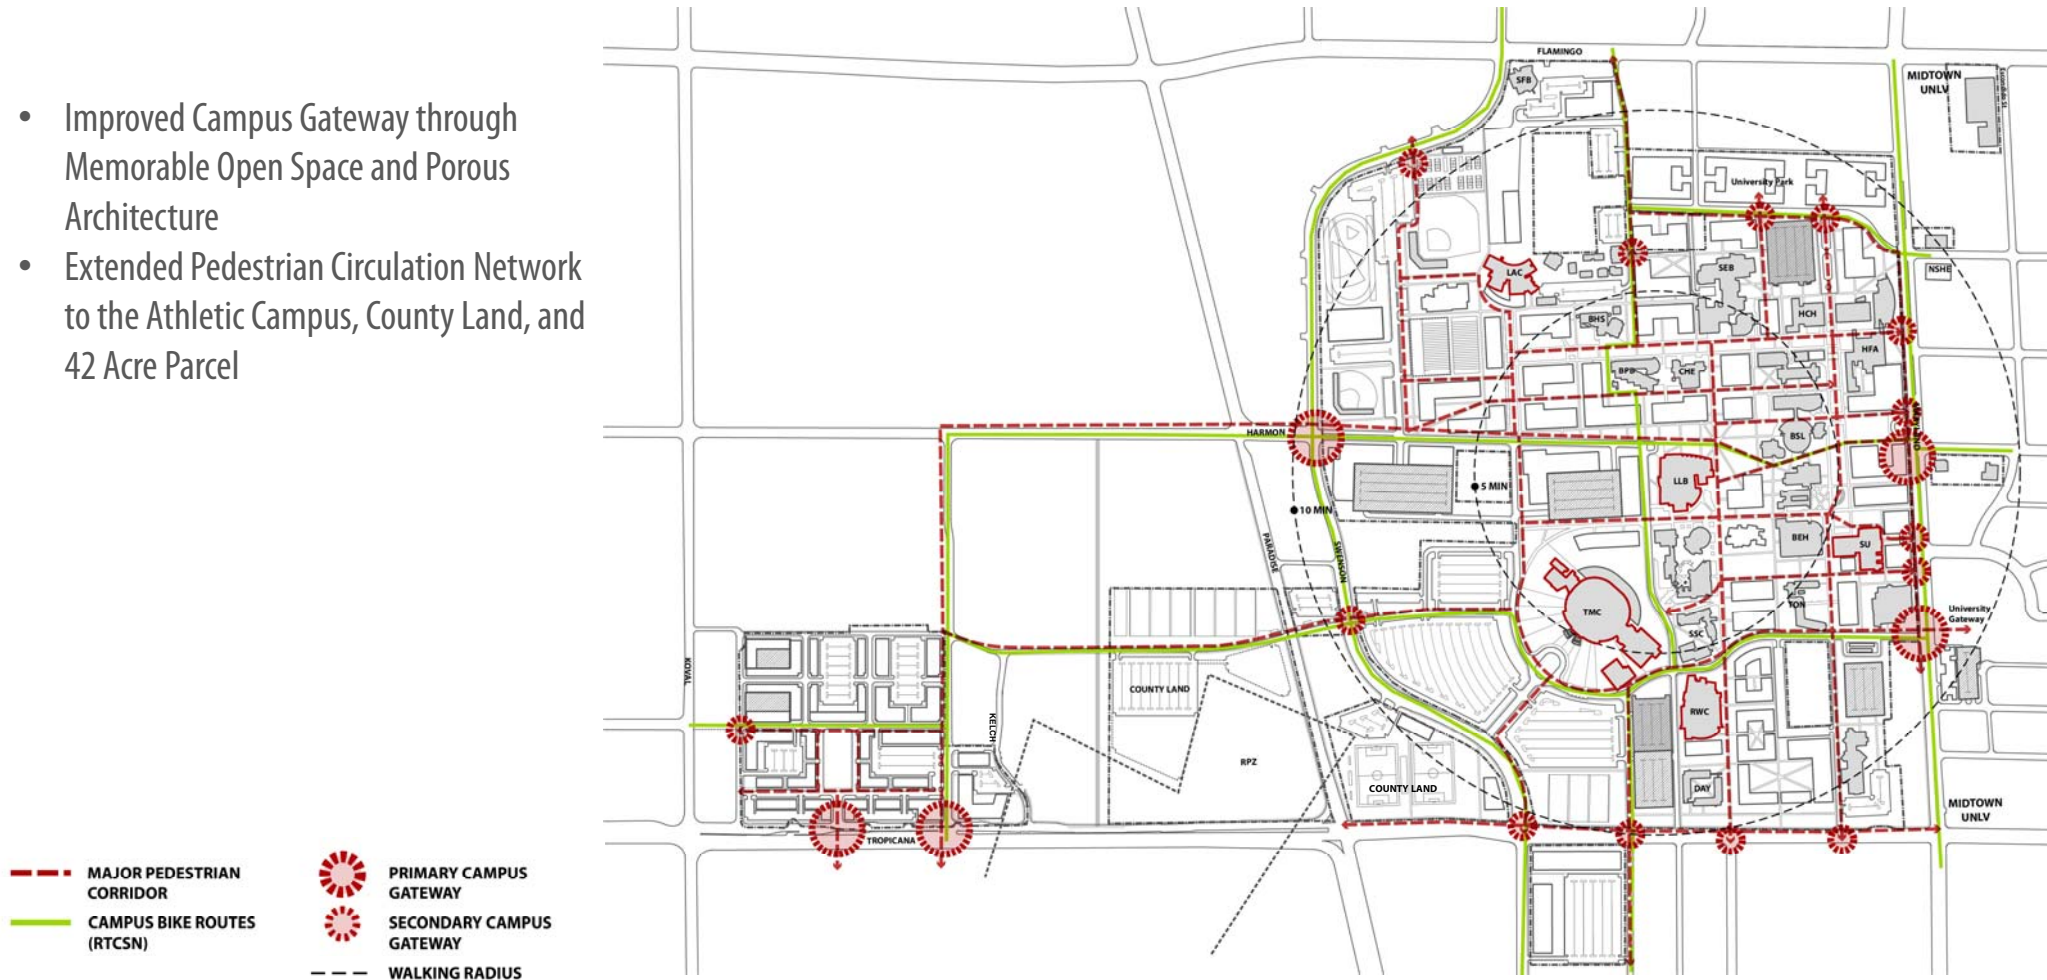 • Improved Campus Gateway through
Memorable Open Space and Porous
Architecture
• Extended Pedestrian Circulation Network
to the Athletic Campus, County Land, and
42 Acre Parcel
FLAMINGO
SFB
MIDTOWN
UNLV
University Park
NSHE
LAC
SEB
BHS
HCH
HFA
BPB
CHE
HARMON
BSL
LLB
5 MIN
10 MIN
PARADISE
SWENSON
BEH
SU
TMC
TON
SSC
University
Gateway
KOVAL
COUNTY LAND
KELCH
RWC
RPZ
COUNTY LAND
DAY
MIDTOWN
UNLV
TROPICANA
MAJOR PEDESTRIAN
CORRIDOR
CAMPUS BIKE ROUTES
(RTCSN)
PRIMARY CAMPUS
GATEWAY
SECONDARY CAMPUS
GATEWAY
WALKING RADIUS